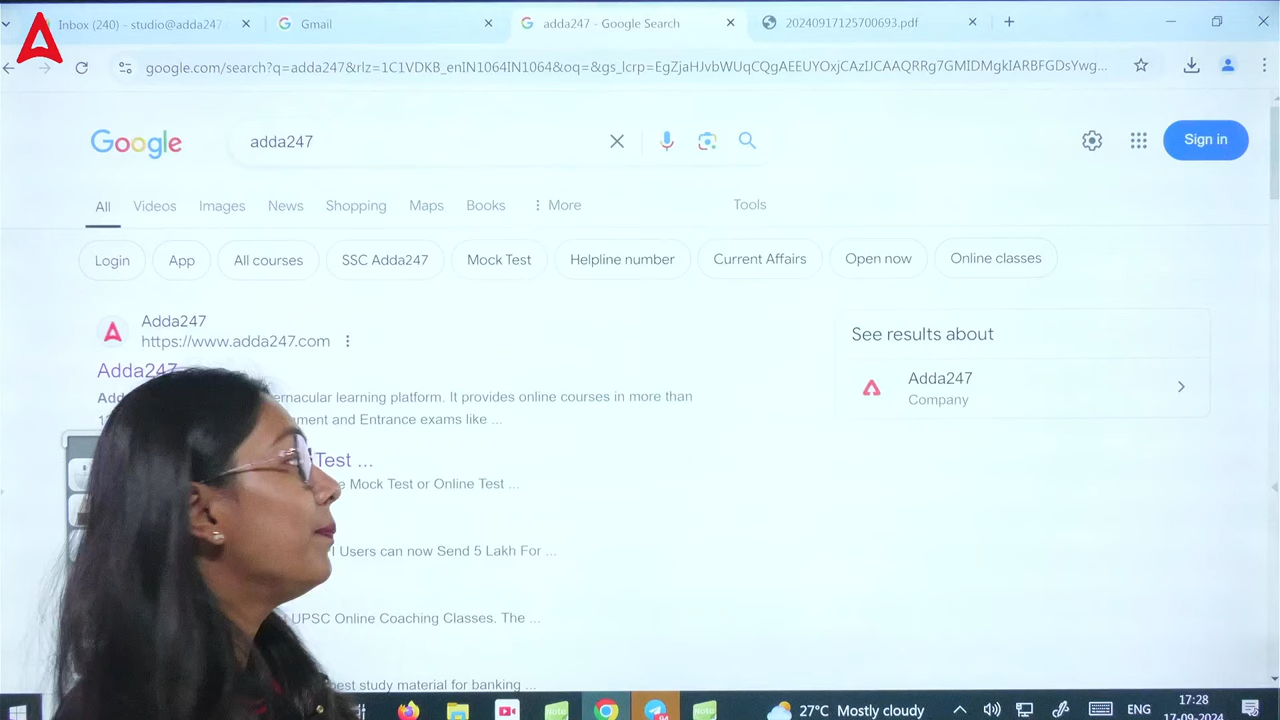 Inbox (240) - studio@adda247
Gmail
adda247 - Google Search
20240917125700693.pdf
google.com/search?q=adda247&rlz=1C1VDKB_enIN1064IN1064&oq=&gs_lcrp=EgZjaHJvbWUqCQgAEEUYOxjCAzIJCAAQRRg7GMIDMgkIARBFGDsYwg...
Google
adda247
Sign in
All
Videos
Images
News
Shopping
Maps
Books
More
Tools
Login
App
All courses
SSC Adda247
Mock Test
Helpline number
Current Affairs
Open now
Online classes
Adda247
https://www.adda247.com
See results about
Adda247
Adda247
Company
ernacular learning platform. It provides online courses in more than
ment and Entrance exams like ...
Test ...
Mock Test or Online Test ...
Users can now Send 5 Lakh For ...
UPSC Online Coaching Classes. The ...
est study material for banking ...
27°C Mostly cloudy
ENG
17:28
17-09-2024